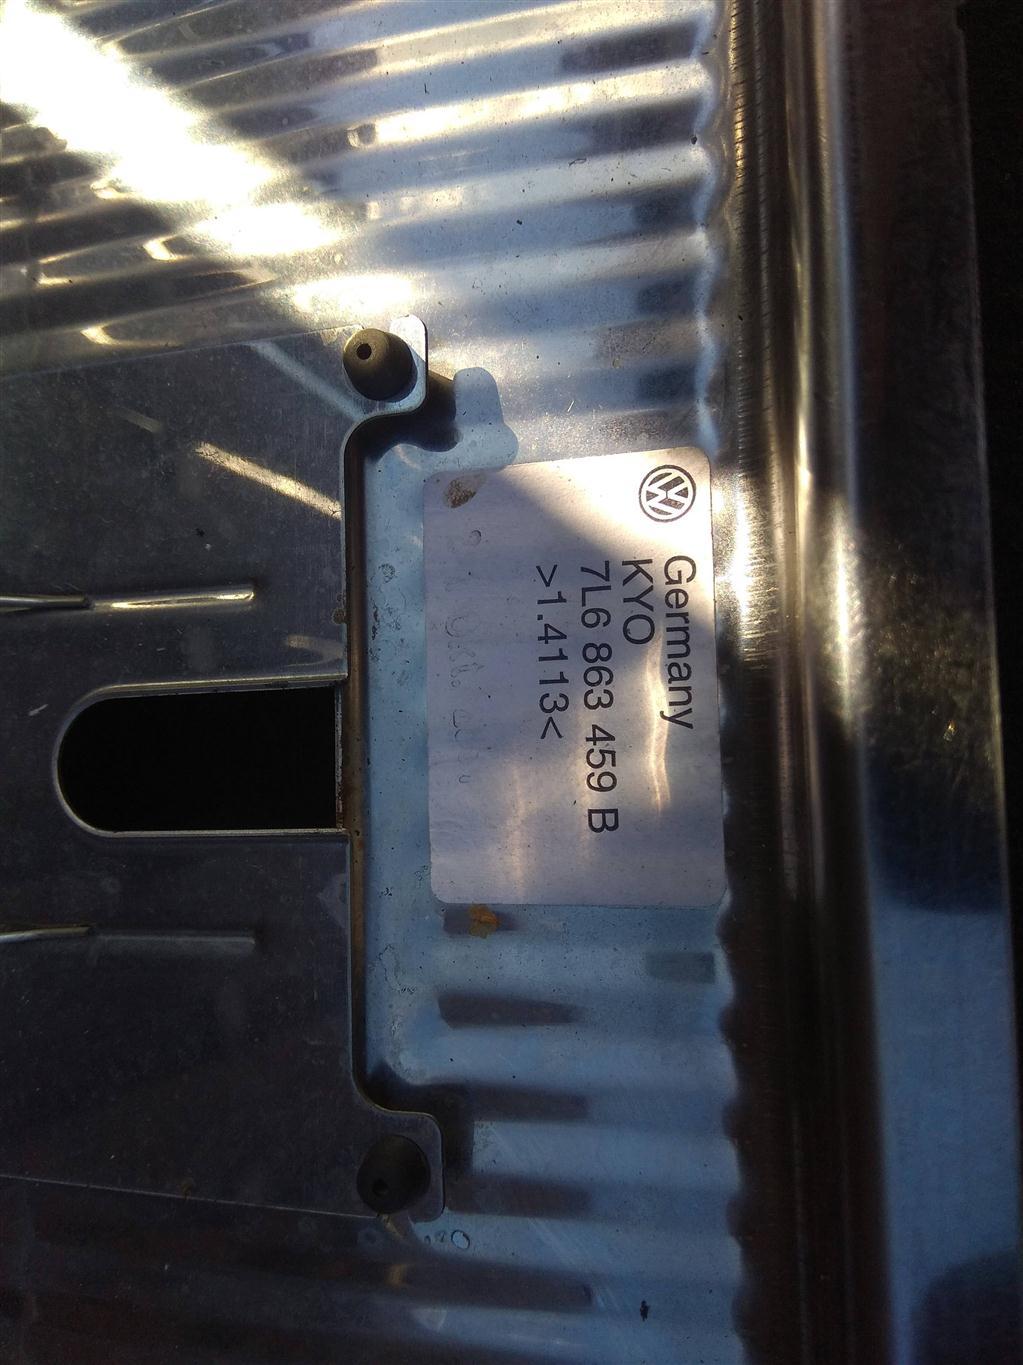 Germany
KYO
7L6 863 459 B
>1.4113<